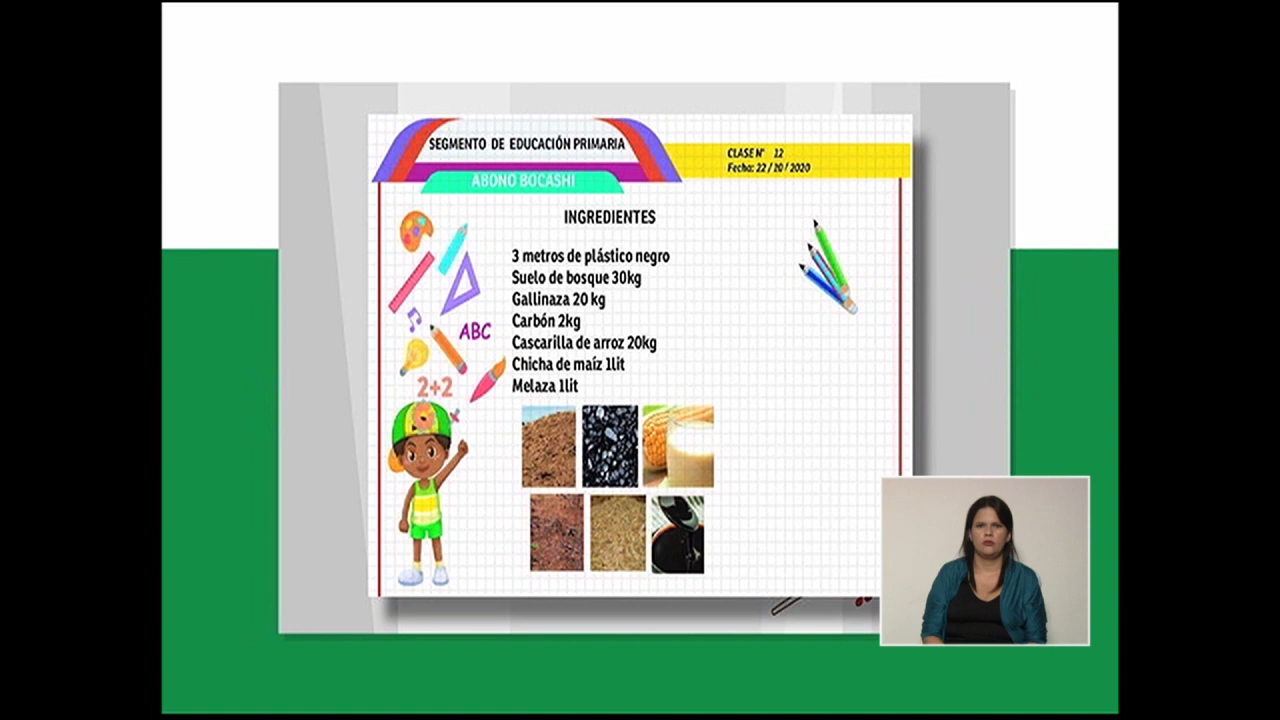 SEGMENTO DE EDUCACIÓN PRIMARIA
CLASE N° 12
Fecha: 22 / 10 / 2020
ABONO BOCASHI
INGREDIENTES
3 metros de plástico negro
Suelo de bosque 30kg
Gallinaza 20 kg
Carbón 2kg
Cascarilla de arroz 20kg
Chicha de maíz 1lit
Melaza 1lit
ABC
2+2